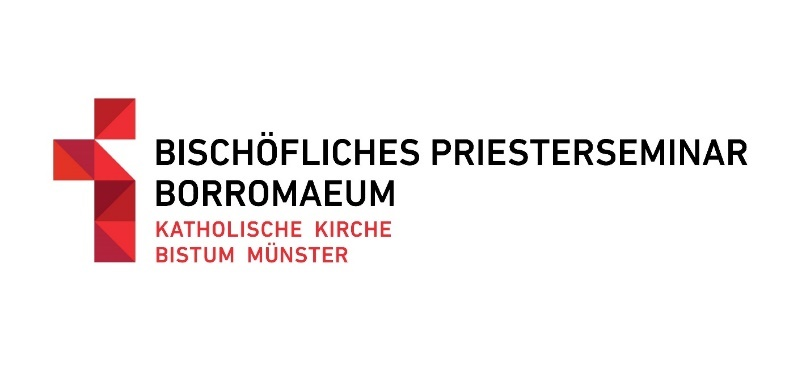 BISCHÖFLICHES PRIESTERSEMINAR
BORROMAEUM
KATHOLISCHE KIRCHE
BISTUM MÜNSTER